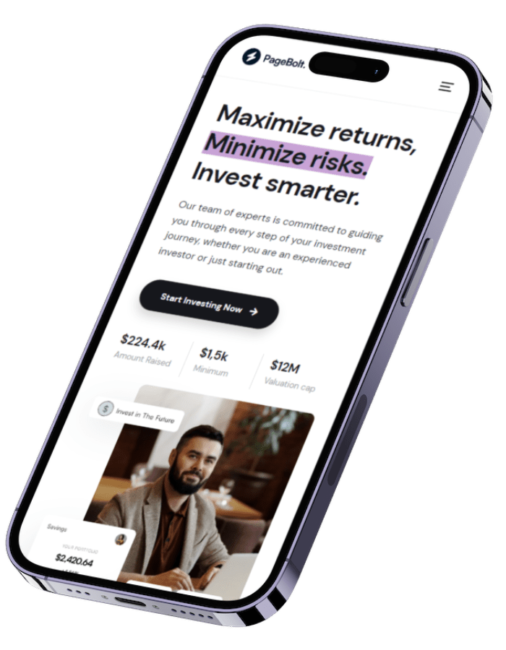 PageBolt.
Maximize returns,
Minimize risks.
Invest smarter.
Our team of experts is committed to guiding
you through every step of your investment
journey, whether you are an experienced
investor or just starting out.
Start Investing Now →
$224.4k
Amount Raised
$1,5k
Minimum
$12M
Valuation cap
$ Invest in The Future
Savings
$2,420.64